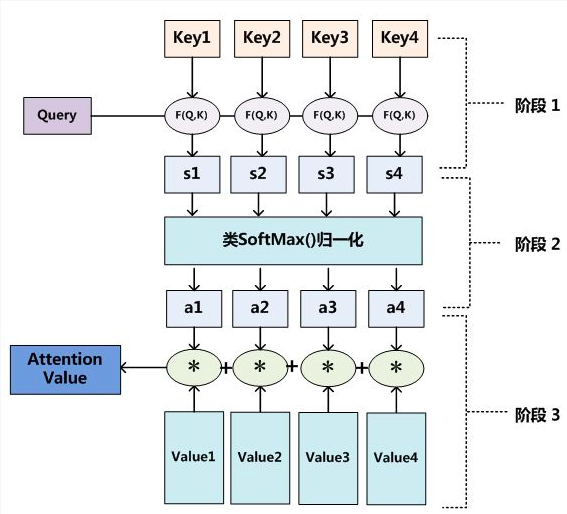 Key1 Key2 Key3 Key4
Query F(Q,K) F(Q,K) F(Q,K) F(Q,K) 阶段 1
s1 s2 s3 s4
类SoftMax()归一化 阶段 2
a1 a2 a3 a4
Attention
Value
* + * + * + *
阶段 3
Value1 Value2 Value3 Value4